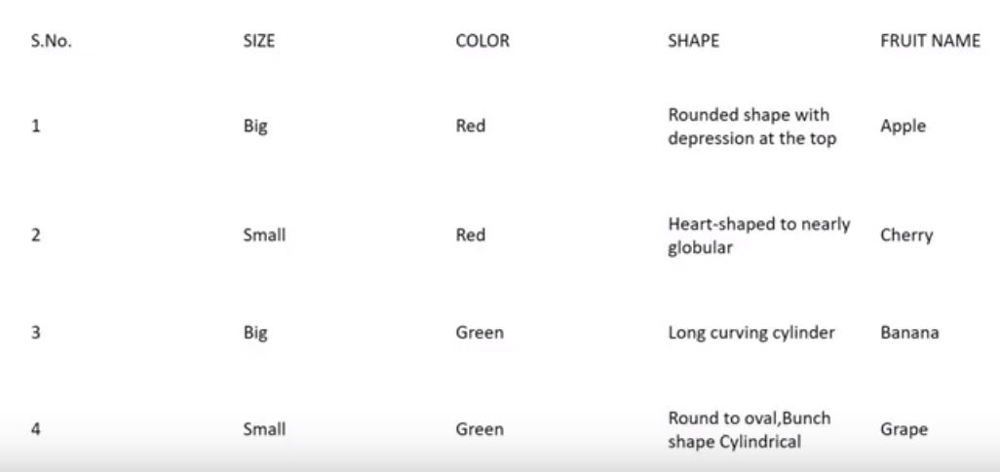 S.No. SIZE COLOR SHAPE FRUIT NAME
1 Big Red Rounded shape with depression at the top Apple
2 Small Red Heart-shaped to nearly globular Cherry
3 Big Green Long curving cylinder Banana
4 Small Green Round to oval,Bunch shape Cylindrical Grape